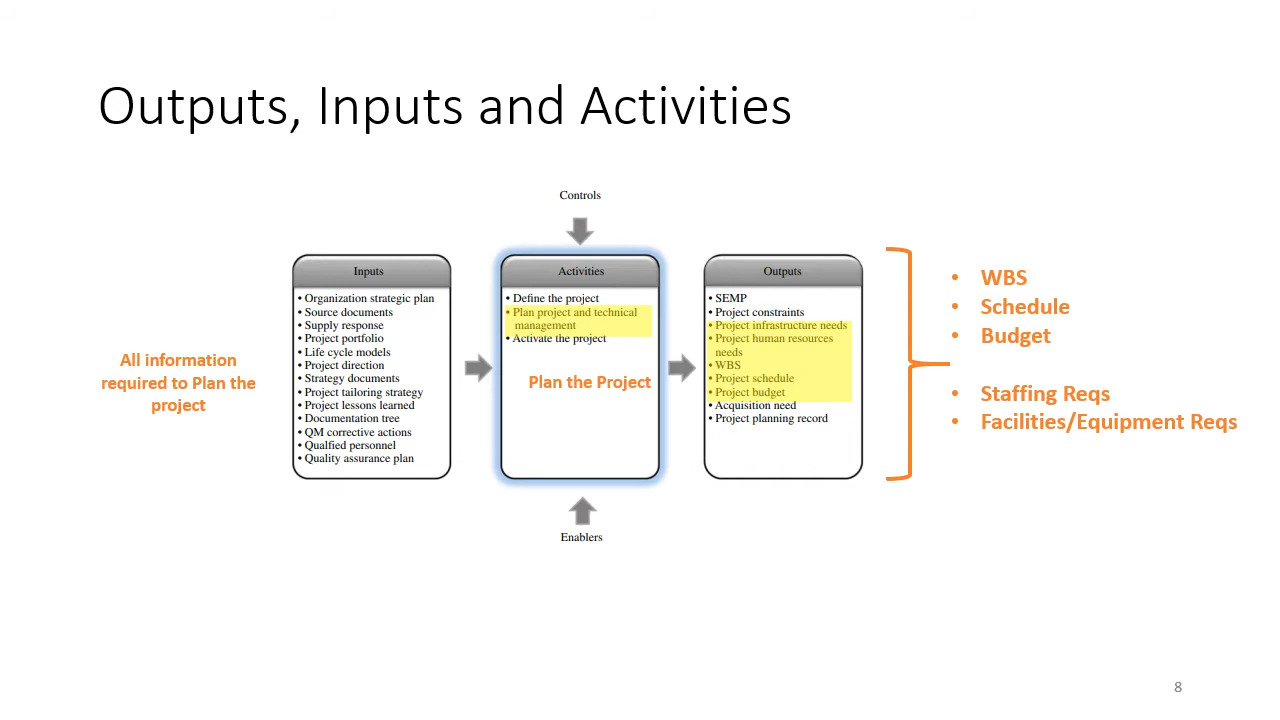 Outputs, Inputs and Activities
Controls
Inputs
• Organization strategic plan
• Source documents
• Supply response
• Project portfolio
• Life cycle models
• Project direction
• Strategy documents
• Project tailoring strategy
• Project lessons learned
• Documentation tree
• QM corrective actions
• Qualfied personnel
• Quality assurance plan
Activities
• Define the project
• Plan project and technical
management
• Activate the project
Plan the Project
Outputs
• SEMP
• Project constraints
• Project infrastructure needs
• Project human resources
needs
• WBS
• Project schedule
• Project budget
• Acquisition need
• Project planning record
Enablers
All information
required to Plan the
project
• WBS
• Schedule
• Budget
• Staffing Reqs
• Facilities/Equipment Reqs
8